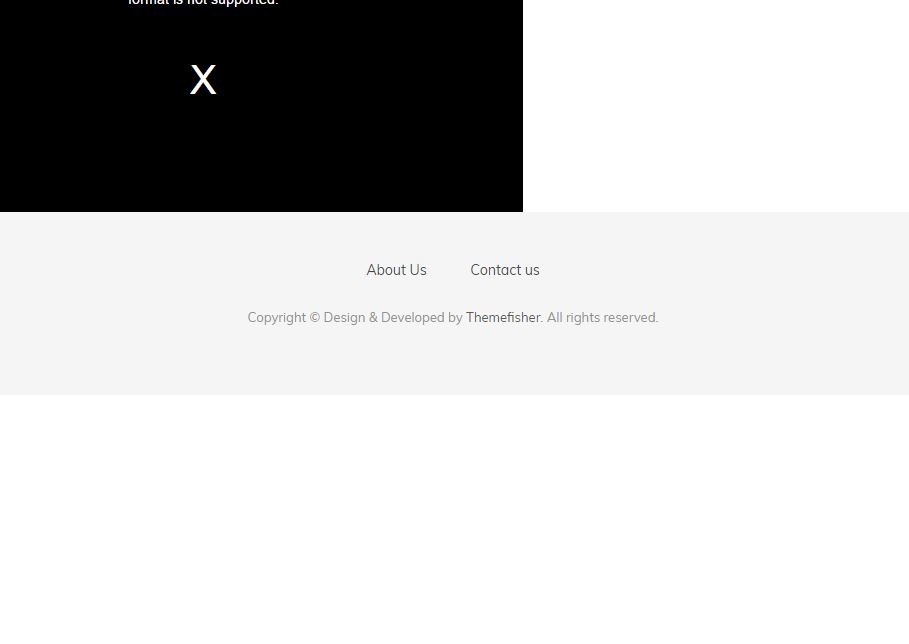 format is not supported.
X
About Us Contact us
Copyright © Design & Developed by Themefisher. All rights reserved.